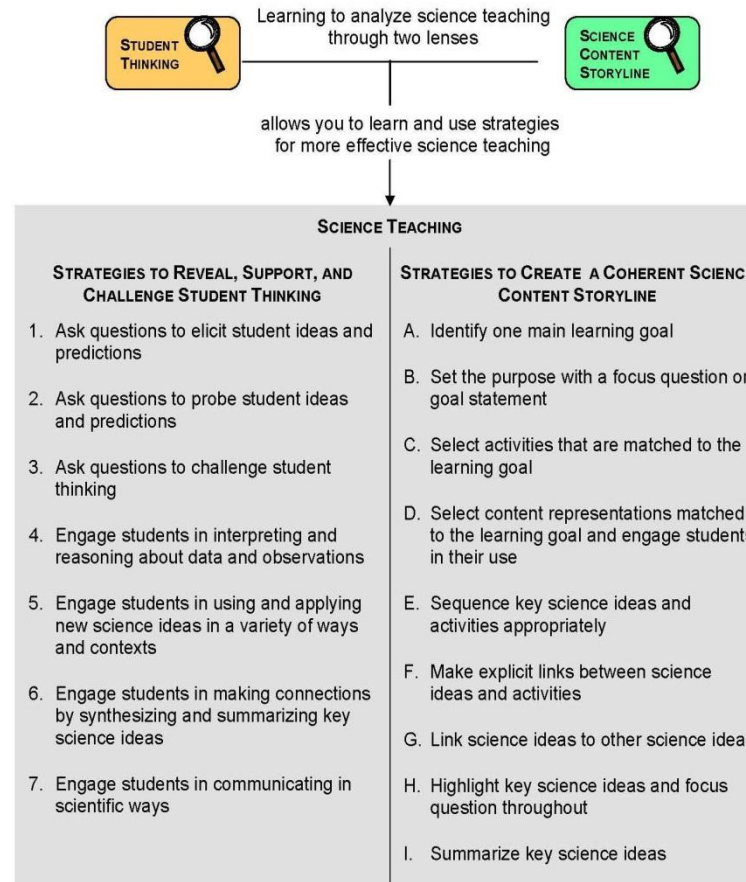 STUDENT
THINKING
Learning to analyze science teaching
through two lenses
SCIENCE
CONTENT
STORYLINE
allows you to learn and use strategies
for more effective science teaching
SCIENCE TEACHING
STRATEGIES TO REVEAL, SUPPORT, AND
CHALLENGE STUDENT THINKING
1. Ask questions to elicit student ideas and
predictions
2. Ask questions to probe student ideas
and predictions
3. Ask questions to challenge student
thinking
4. Engage students in interpreting and
reasoning about data and observations
5. Engage students in using and applying
new science ideas in a variety of ways
and contexts
6. Engage students in making connections
by synthesizing and summarizing key
science ideas
7. Engage students in communicating in
scientific ways
STRATEGIES TO CREATE A COHERENT SCIENC
CONTENT STORYLINE
A. Identify one main learning goal
B. Set the purpose with a focus question or
goal statement
C. Select activities that are matched to the
learning goal
D. Select content representations matched
to the learning goal and engage student
in their use
E. Sequence key science ideas and
activities appropriately
F. Make explicit links between science
ideas and activities
G. Link science ideas to other science idea
H. Highlight key science ideas and focus
question throughout
I. Summarize key science ideas